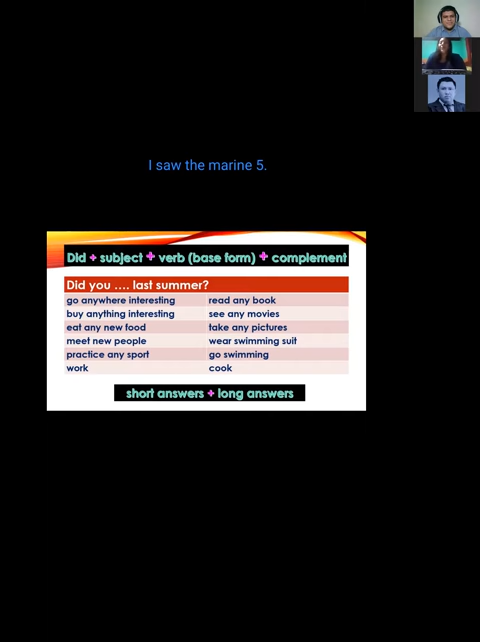 I saw the marine 5.
Did + subject + verb (base form) + complement
Did you .... last summer?
go anywhere interesting read any book
buy anything interesting see any movies
eat any new food take any pictures
meet new people wear swimming suit
practice any sport go swimming
work cook
short answers + long answers